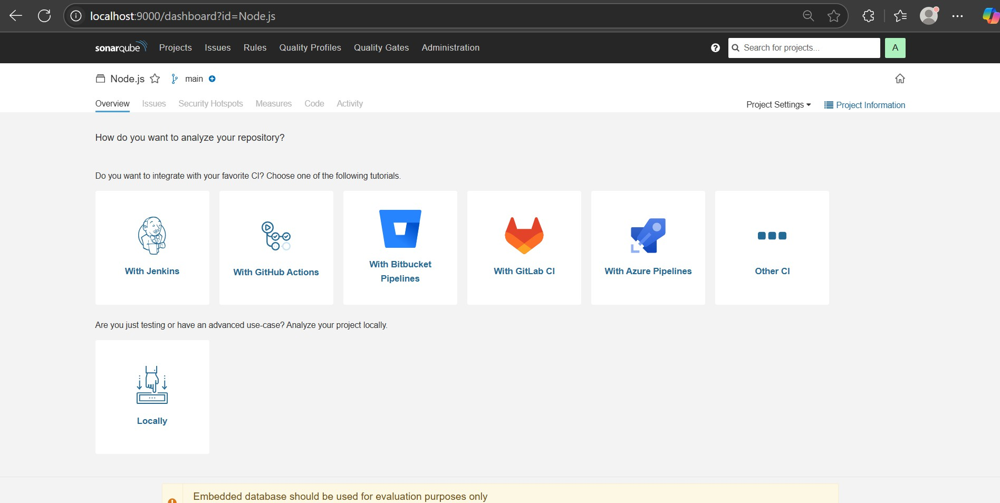 localhost:9000/dashboard?id=Node.js
sonarqube Projects Issues Rules Quality Profiles Quality Gates Administration ? Search for projects... A
Node.js main
Overview Issues Security Hotspots Measures Code Activity Project Settings Project Information
How do you want to analyze your repository?
Do you want to integrate with your favorite CI? Choose one of the following tutorials.
With Jenkins
With GitHub Actions
With Bitbucket
Pipelines
With GitLab CI
With Azure Pipelines
Other CI
Are you just testing or have an advanced use-case? Analyze your project locally.
Locally
Embedded database should be used for evaluation purposes only